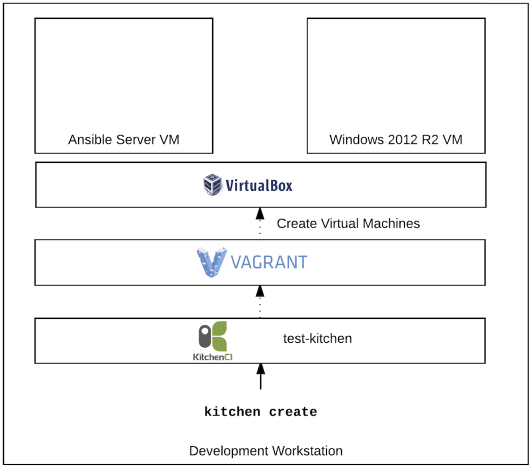 Ansible Server VM
Windows 2012 R2 VM
VirtualBox
Create Virtual Machines
VAGRANT
KitchenCI
test-kitchen
kitchen create
Development Workstation